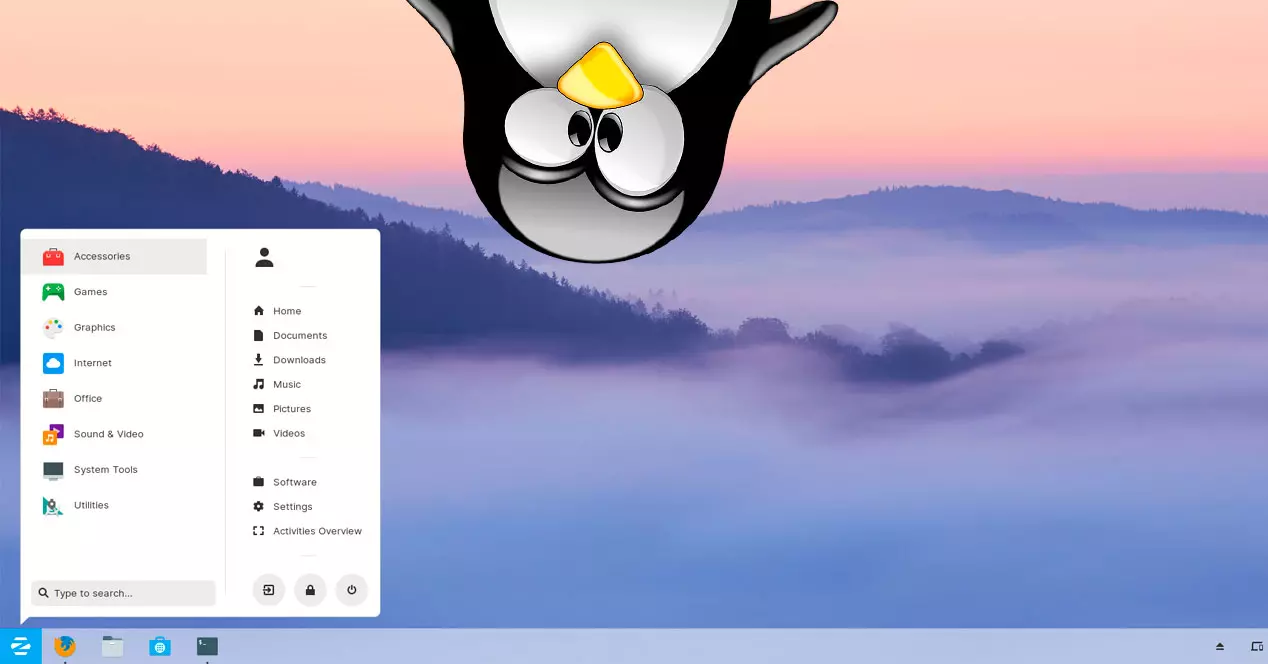 Accessories
Games
Graphics
Internet
Office
Sound & Video
System Tools
Utilities
Type to search...
Home
Documents
Downloads
Music
Pictures
Videos
Software
Settings
Activities Overview